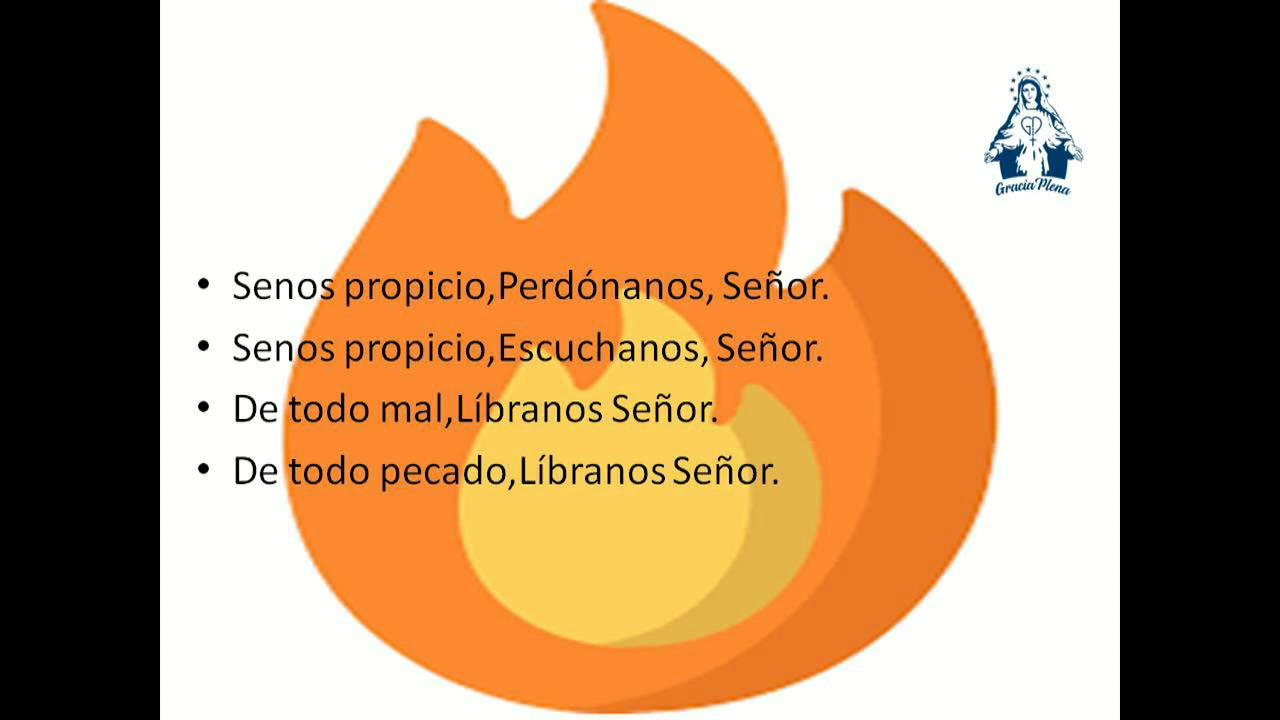 GP
Gracia Plena
• Senos propicio,Perdónanos, Señor.
• Senos propicio,Escuchanos, Señor.
• De todo mal,Líbranos Señor.
• De todo pecado,Líbranos Señor.